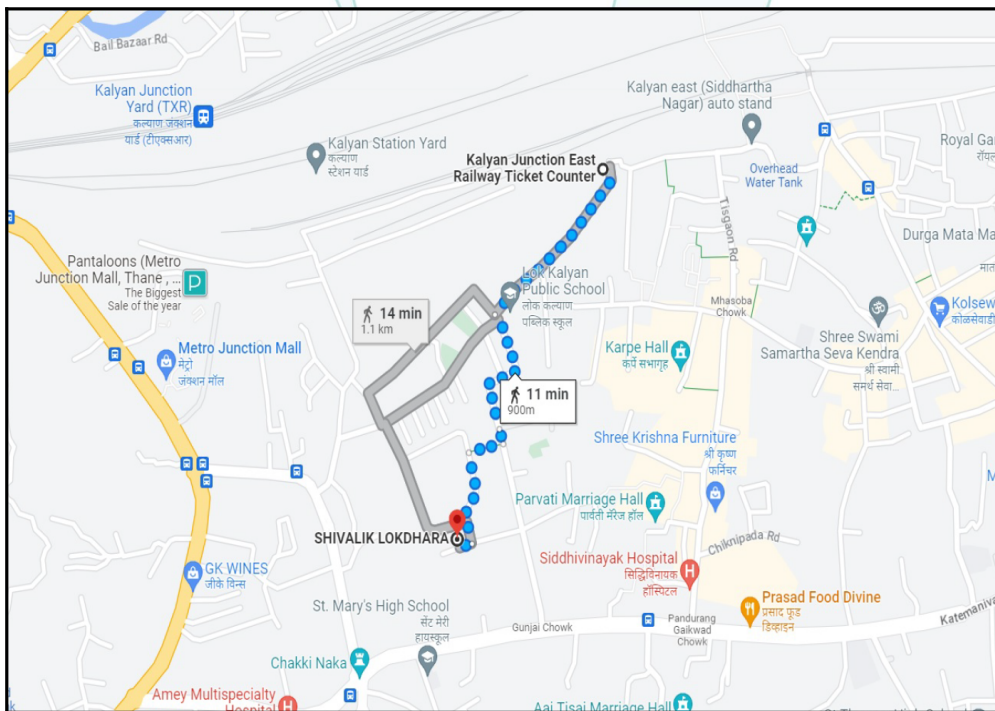 Bail Bazaar Rd
Kalyan Junction
Yard (TXR)
कल्याण जंक्शन
यार्ड (टीएक्सआर)
Kalyan Station Yard
कल्याण
स्टेशन यार्ड
Kalyan east (Siddhartha
Nagar) auto stand
Kalyan Junction East
Railway Ticket Counter
Overhead
Water Tank
Royal Ga
Tisgaon Rd
Durga Mata Ma
Pantaloons (Metro
Junction Mall, Thane , ...
The Biggest
Sale of the year
P
Lok Kalyan
Public School
लोक कल्याण
पब्लिक स्कूल
14 min
1.1 km
Mhasoba
Chowk
Kolsew
कोळसेवाडी
Metro Junction Mall
मेट्रो
जंक्शन मॉल
Karpe Hall
कर्पे सभागृह
Shree Swami
Samartha Seva Kendra
श्री स्वामी
समर्थ सेवा...
11 min
900m
Shree Krishna Furniture
श्री कृष्ण
फर्निचर
Parvati Marriage Hall
पार्वती मॅरेज हॉल
SHIVALIK LOKDHARA
Chiknipada Rd
Siddhivinayak Hospital
सिद्धिविनायक
हॉस्पिटल
H
GK WINES
जीके विन्स
Prasad Food Divine
प्रसाद फूड
डिव्हाइन
St. Mary's High School
सेंट मेरी
हायस्कूल
Gunjai Chowk
Pandurang
Gaikwad
Chowk
Katemaniva
Chakki Naka
Amey Multispecialty
Hospital
H
Aai Tisai Marriage Hall